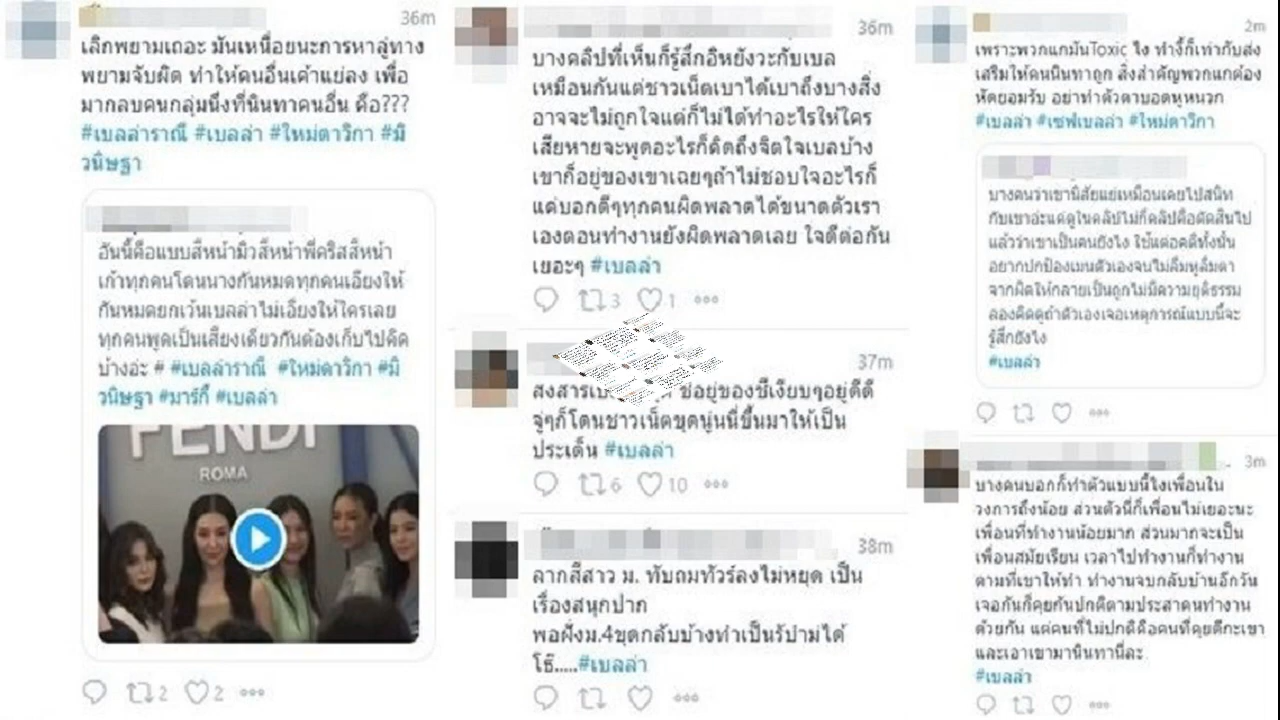 36m
เลิกพยามเถอะ มันเหนื่อยนะการหาลู่ทาง
พยามจับผิด ทำให้คนอื่นเค้าแย่ลง เพื่อ
มากลบคนกลุ่มนึงที่นินทาคนอื่น คือ???
#เบลล่าราณี #เบลล่า #ใหม่ดาวิกา #มิ
วนิษฐา
อันนี้คือแบบสีหน้ามิวสีหน้าพี่คริสสีหน้า
เก้าทุกคนโดนนางกันหมดทุกคนเอียงให้
กันหมดยกเว้นเบลล่าไม่เอียงให้ใครเลย
ทุกคนพูดเป็นเสียงเดียวกันต้องเก็บไปคิด
บ้างอ่ะ # #เบลล่าราณี #ใหม่ดาวิกา #มิ
วนิษฐา #มาร์กี้ #เบลล่า
FENDI
ROMA
2 2
36m
บางคลิปที่เห็นก็รู้สึกอิหยังวะกับเบล
เหมือนกันแต่ชาวเน็ตเบาได้เบาถึงบางสิ่ง
อาจจะไม่ถูกใจแต่ก็ไม่ได้ทำอะไรให้ใคร
เสียหายจะพูดอะไรก็คิดถึงจิตใจเบลบ้าง
เขาก็อยู่ของเขาเฉยๆถ้าไม่ชอบใจอะไรก็
แค่บอกดีๆทุกคนผิดพลาดได้ขนาดตัวเรา
เองตอนทำงานยังผิดพลาดเลย ใจดีต่อกัน
เยอะๆ #เบลล่า
3 1
37m
สงสารเบ ชีอยู่ของชีเงียบๆอยู่ดีดี
จู่ๆก็โดนชาวเน็ตขุดนู่นนี่ขึ้นมาให้เป็น
ประเด็น #เบลล่า
6 10
38m
ลากสี่สาว ม. ทับถมทัวร์ลงไม่หยุด เป็น
เรื่องสนุกปาก
พอฝั่งม.4ขุดกลับบ้างทำเป็นรับ่ามได้
โธ๊.....#เบลล่า
2m
เพราะพวกแกมันToxic ไง ทำงี้ก็เท่ากับส่ง
เสริมให้คนนินทาถูก สิ่งสำคัญพวกแกต้อง
หัดยอมรับ อย่าทำตัวตาบอดหูหนวก
#เบลล่า #เซฟเบลล่า #ใหม่ดาวิกา
บางคนว่าเขานิสัยแย่เหมือนเคยไปสนิท
กับเขาอ่ะแค่ดูในคลิปไม่กี่คลิปคือตัดสินไป
แล้วว่าเขาเป็นคนยังไง ใช้แต่อคติทั้งนั้น
อยากปกป้องเมนตัวเองจนไม่ลืมหูลืมตา
จากผิดให้กลายเป็นถูกไม่มีความยุติธรรม
ลองคิดดูถ้าตัวเองเจอเหตุการณ์แบบนี้จะ
รู้สึกยังไง
#เบลล่า
3m
บางคนบอกก็ทำตัวแบบนี้ไงเพื่อนใน
วงการถึงน้อย ส่วนตัวนี่ก็เพื่อนไม่เยอะนะ
เพื่อนที่ทำงานน้อยมาก ส่วนมากจะเป็น
เพื่อนสมัยเรียน เวลาไปทำงานก็ทำงาน
ตามที่เขาให้ทำ ทำงานจบกลับบ้านอีกวัน
เจอกันก็คุยกันปกติตามประสาคนทำงาน
ด้วยกัน แต่คนที่ไม่ปกติคือคนที่คุยดีกะเขา
และเอาเขามานินทานี่ละ
#เบลล่า